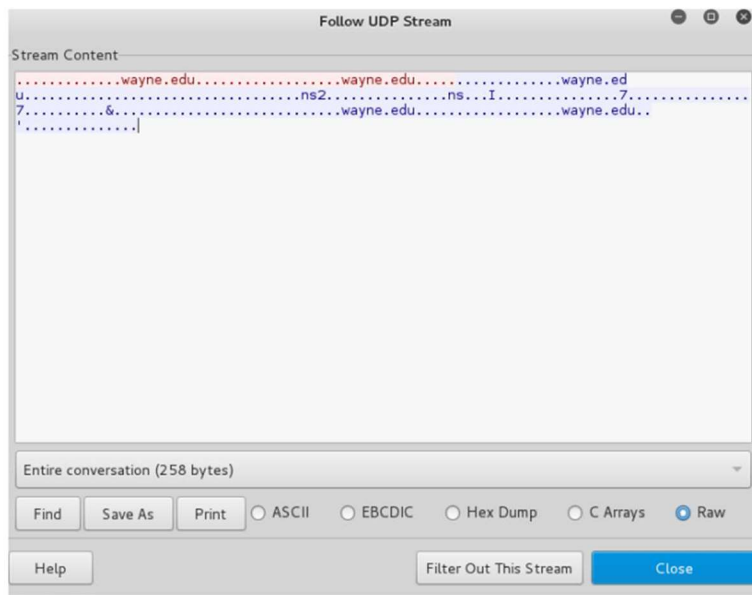 Follow UDP Stream
Stream Content
.............wayne.edu..................wayne.edu..................wayne.ed
u..................................ns2...............ns...I...............7...............
7..........&............................wayne.edu..................wayne.edu..
'..............
Entire conversation (258 bytes)
Find Save As Print ASCII EBCDIC Hex Dump C Arrays Raw
Help Filter Out This Stream Close